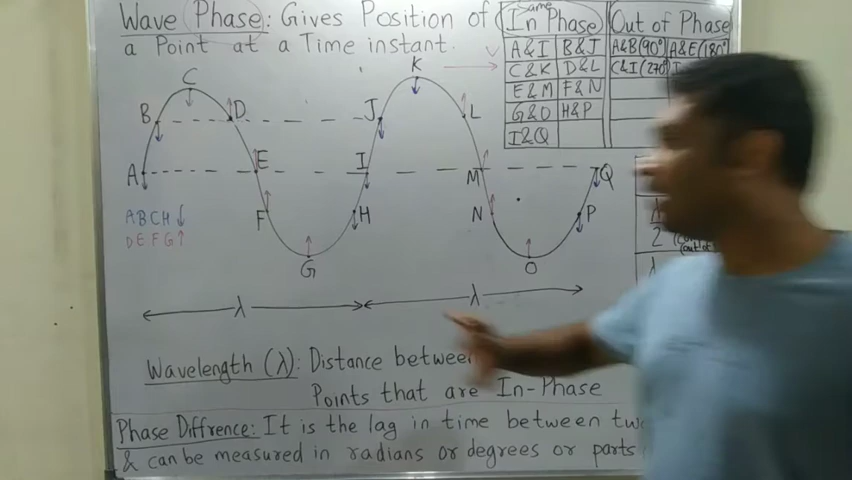 Wave Phase: Gives Position of
a Point at a Time instant.
Same
In Phase
Out of Phase
A&I B&J A&B(90° A&E(180°
C&K D&L C&I(270°
E&M F&N
G&O H&P
I&Q
K
C
B D J L
A E I M Q
F H N P
G O
ABCH↓
DEFG↑
λ
2
λ λ
Wavelength (λ): Distance between
Points that are In-Phase
Phase Diffrence: It is the lag in time between
& can be measured in radians or degrees or parts